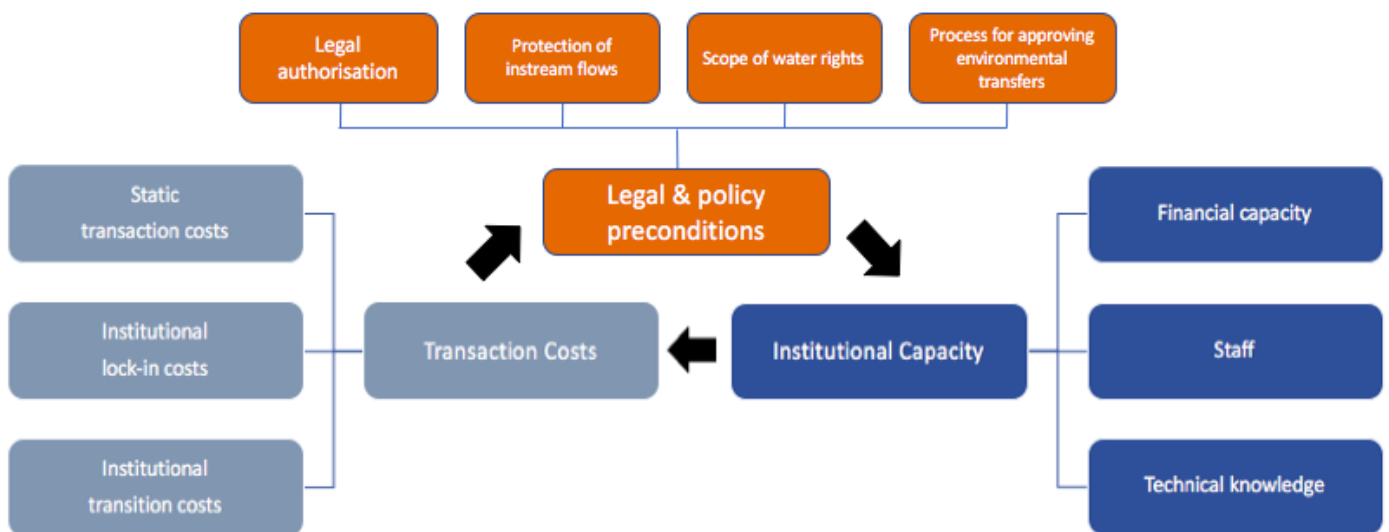 Legal
authorisation
Protection of
instream flows
Scope of water rights
Process for approving
environmental
transfers
Legal & policy
preconditions
Static
transaction costs
Institutional
lock-in costs
Institutional
transition costs
Transaction Costs
Institutional Capacity
Financial capacity
Staff
Technical knowledge